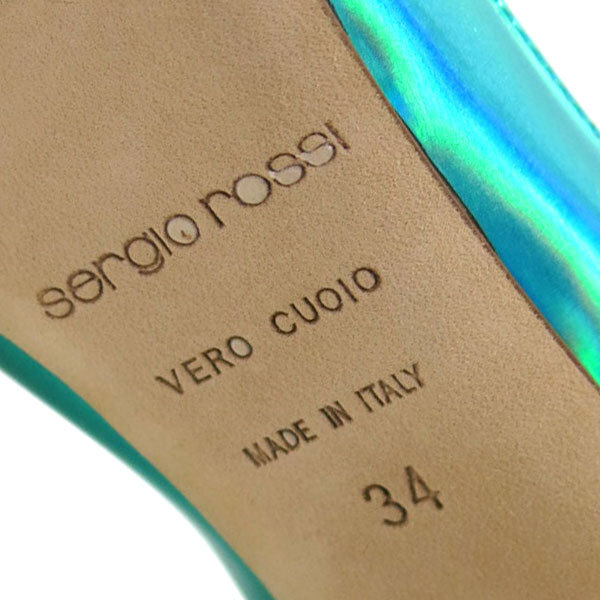 sergio rossi
VERO CUOIO
MADE IN ITALY
34